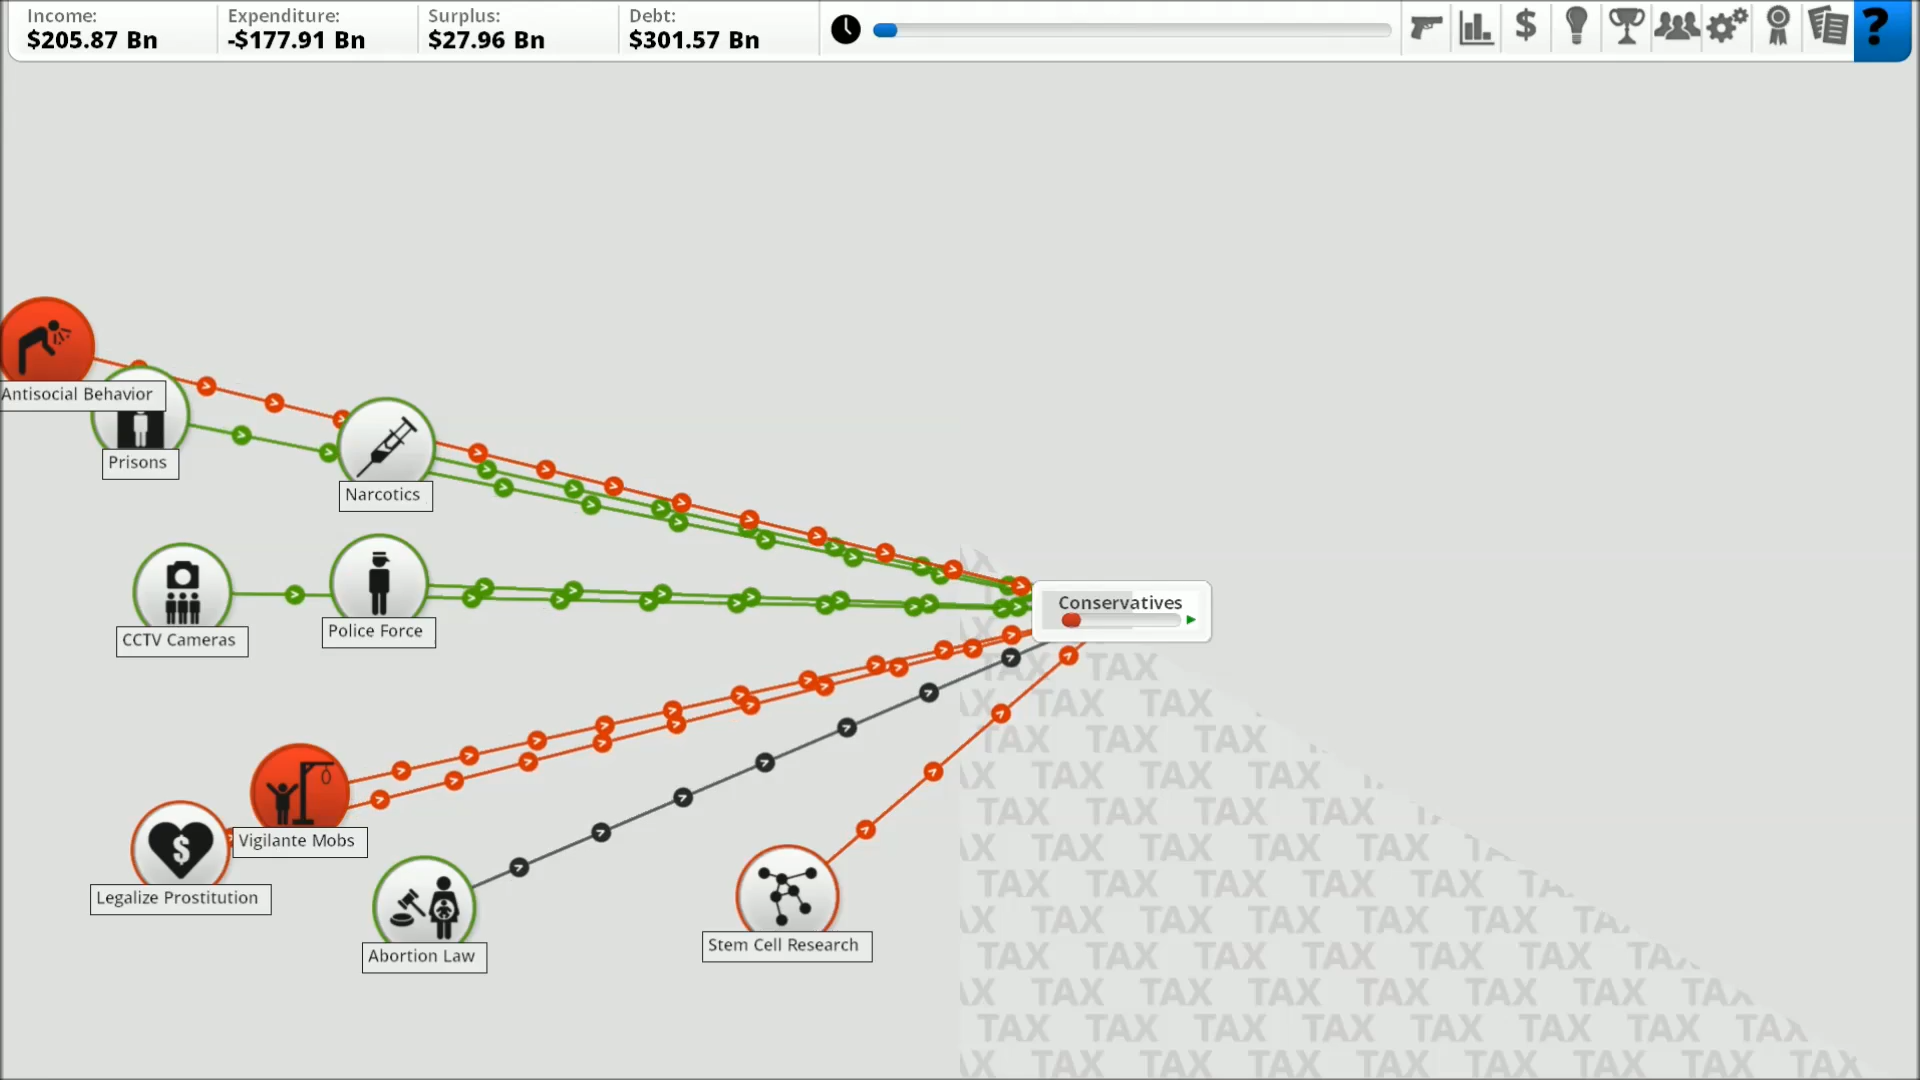 Income: Expenditure: Surplus: Debt:
$205.87 Bn -$177.91 Bn $27.96 Bn $301.57 Bn
?
Antisocial Behavior
Prisons
Narcotics
Conservatives
CCTV Cameras
Police Force
Vigilante Mobs
Legalize Prostitution
$
Abortion Law
Stem Cell Research
TAX
TAX TAX
TAX TAX TAX
TAX TAX
TAX TAX TAX TAX
TAX TAX TAX
TAX TAX TAX TAX TAX
TAX TAX TAX TAX TAX
TAX TAX TAX TAX TAX TAX
TAX TAX TAX TAX TAX TAX
TAX TAX TAX TAX TAX TAX TAX
TAX TAX TAX TAX TAX TAX TAX TAX
TAX TAX TAX TAX TAX TAX TAX TAX